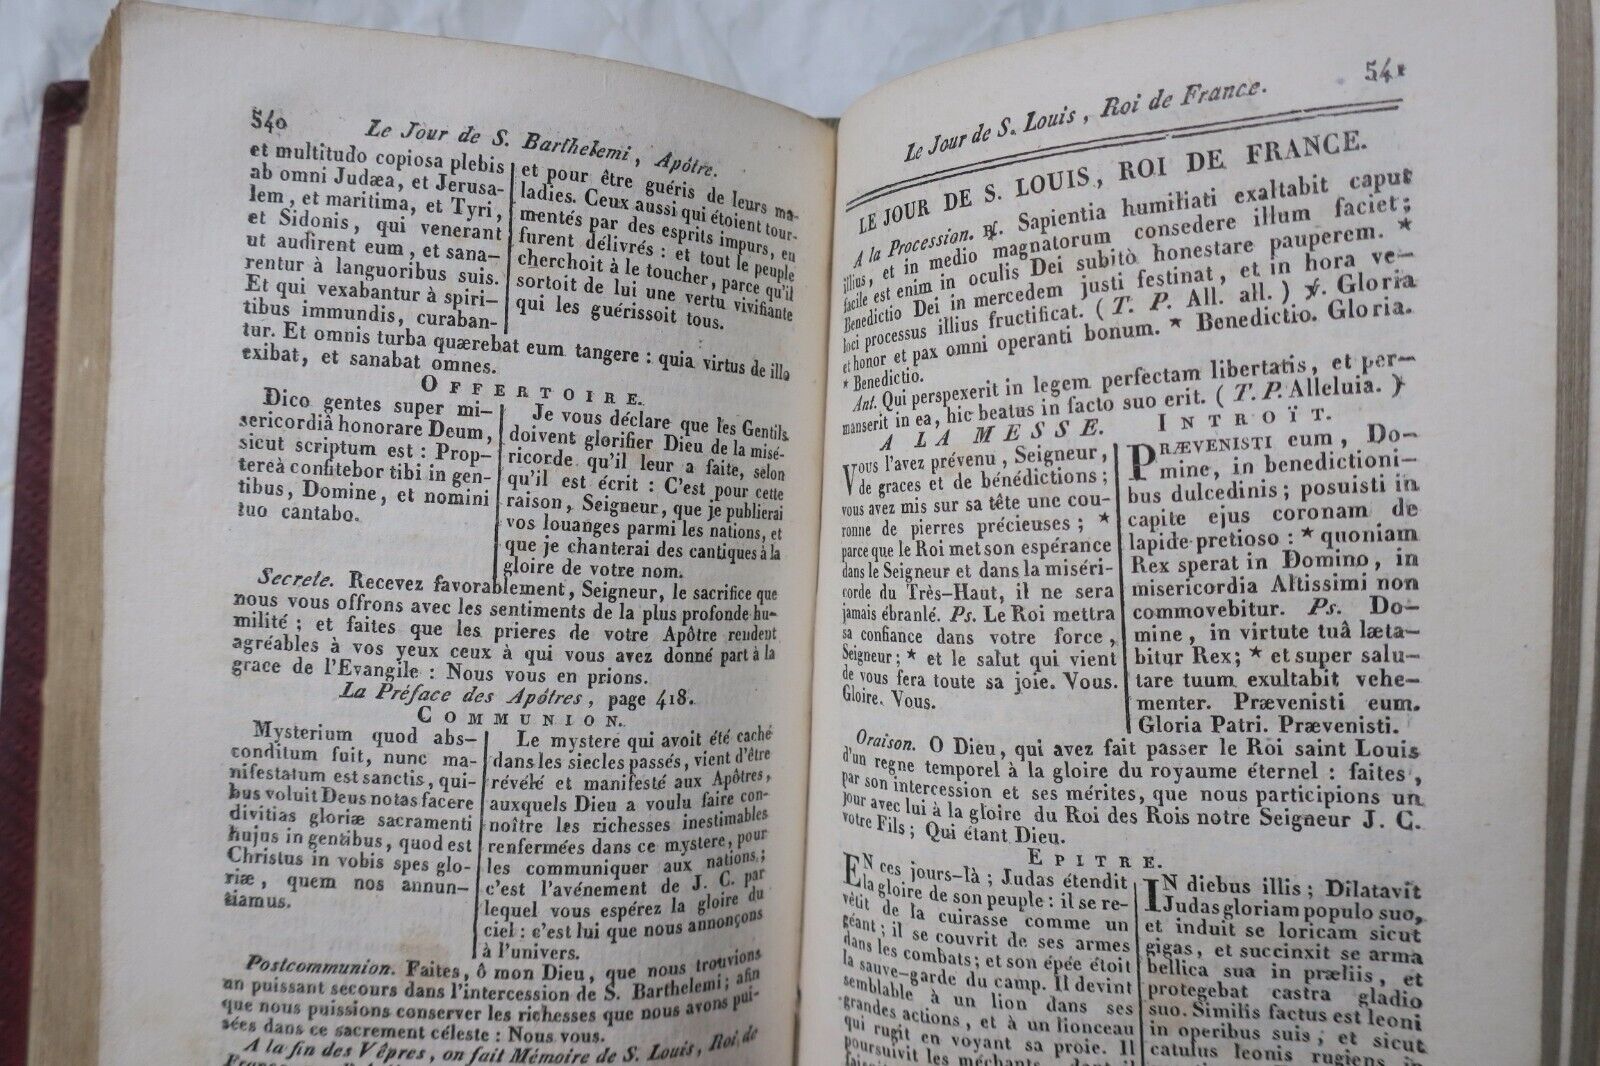 540
Le Jour de S. Barthelemi, Apôtre.
et multitudo copiosa plebis
ab omni Judæa, et Jerusa-
lem, et maritima, et Tyri,
et Sidonis, qui venerant
ut audirent eum, et sana-
rentur à languoribus suis.
Et qui vexabantur à spiri-
tibus immundis, curaban-
tur. Et omnis turba quærebat eum tangere : quia virtus de illo
exibat, et sanabat omnes.
et pour être guéris de leurs ma-
ladies. Ceux aussi qui étoient tour-
mentés par des esprits impurs, en
furent délivrés : et tout le peuple
cherchoit à le toucher, parce qu'il
sortoit de lui une vertu vivifiante
qui les guérissoit tous.
OFFERTOIRE.
Dico gentes super mi-
sericordiâ honorare Deum,
sicut scriptum est : Prop-
tereà confitebor tibi in gen-
tibus, Domine, et nomini
tuo cantabo.
Je vous déclare que les Gentils
doivent glorifier Dieu de la misé-
ricorde qu'il leur a faite, selon
qu'il est écrit : C'est pour cette
raison, Seigneur, que je publierai
vos louanges parmi les nations, et
que je chanterai des cantiques à la
gloire de votre nom.
Secrete. Recevez favorablement, Seigneur, le sacrifice que
nous vous offrons avec les sentiments de la plus profonde hu-
milité ; et faites que les prieres de votre Apôtre rendent
agréables à vos yeux ceux à qui vous avez donné part à la
grace de l'Evangile : Nous vous en prions.
La Préface des Apôtres, page 418.
COMMUNION.
Mysterium quod abs-
conditum fuit, nunc ma-
nifestatum est sanctis, qui-
bus voluit Deus notas facere
divitias gloriæ sacramenti
hujus in gentibus, quod est
Christus in vobis spes glo-
riæ, quem nos annun-
tiamus.
Le mystere qui avoit été caché
dans les siecles passés, vient d'être
révélé et manifesté aux Apôtres,
auxquels Dieu a voulu faire con-
noître les richesses inestimables
renfermées dans ce mystere, pour
les communiquer aux nations ;
c'est l'avénement de J. C. par
lequel vous espérez la gloire du
ciel : c'est lui que nous annonçons
à l'univers.
Postcommunion. Faites, ô mon Dieu, que nous trouvions
un puissant secours dans l'intercession de S. Barthelemi ; afin
que nous puissions conserver les richesses que nous avons pui-
sées dans ce sacrement céleste : Nous vous.
A la fin des Vêpres, on fait Mémoire de S. Louis, Roi de
Le Jour de S. Louis, Roi de France.
541
LE JOUR DE S. LOUIS, ROI DE FRANCE.
A la Procession. ℟. Sapientia humiliati exaltabit caput
illius, et in medio magnatorum consedere illum faciet ;
facile est enim in oculis Dei subitò honestare pauperem. *
Benedictio Dei in mercedem justi festinat, et in hora ve-
loci processus illius fructificat. ( T. P. All. all. ) ℣. Gloria
et honor et pax omni operanti bonum. * Benedictio. Gloria.
* Benedictio.
Ant. Qui perspexerit in legem perfectam libertatis, et per-
manserit in ea, hic beatus in facto suo erit. ( T. P. Alleluia. )
A LA MESSE. INTROÏT.
Vous l'avez prévenu, Seigneur,
de graces et de bénédictions ;
vous avez mis sur sa tête une cou-
ronne de pierres précieuses ; *
parce que le Roi met son espérance
dans le Seigneur et dans la miséri-
corde du Très-Haut, il ne sera
jamais ébranlé. Ps. Le Roi mettra
sa confiance dans votre force,
Seigneur ; * et le salut qui vient
de vous fera toute sa joie. Vous.
Gloire. Vous.
PRÆVENISTI eum, Do-
mine, in benedictioni-
bus dulcedinis ; posuisti in
capite ejus coronam de
lapide pretioso : * quoniam
Rex sperat in Domino, in
misericordia Altissimi non
commovebitur. Ps. Do-
mine, in virtute tuâ læta-
bitur Rex ; * et super salu-
tare tuum exultabit vehe-
menter. Prævenisti eum.
Gloria Patri. Prævenisti.
Oraison. O Dieu, qui avez fait passer le Roi saint Louis
d'un regne temporel à la gloire du royaume éternel : faites,
par son intercession et ses mérites, que nous participions un
jour avec lui à la gloire du Roi des Rois notre Seigneur J. C.
votre Fils ; Qui étant Dieu.
EPITRE.
EN ces jours-là ; Judas étendit
la gloire de son peuple : il se re-
vêtit de la cuirasse comme un
géant ; il se couvrit de ses armes
dans les combats ; et son épée étoit
la sauve-garde du camp. Il devint
semblable à un lion dans ses
grandes actions, et à un lionceau
qui rugit en voyant sa proie. Il
poursuivit les méchants,
IN diebus illis ; Dilatavit
Judas gloriam populo suo,
et induit se loricam sicut
gigas, et succinxit se arma
bellica sua in præliis, et
protegebat castra gladio
suo. Similis factus est leoni
in operibus suis ; et sicut
catulus leonis rugiens in